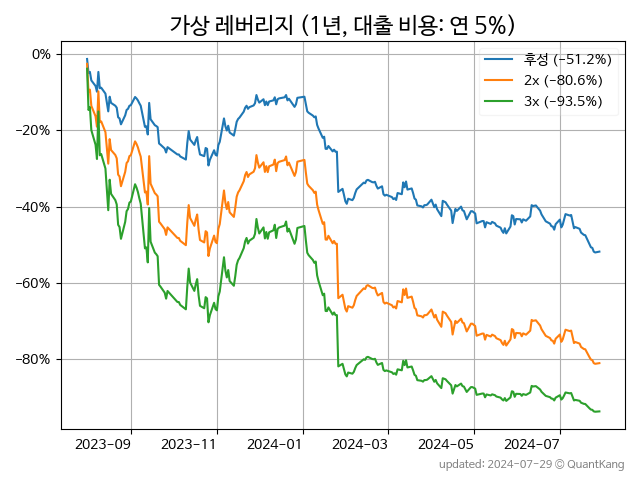 가상 레버리지 (1년, 대출 비용: 연 5%)
후성 (−51.2%)
2x (−80.6%)
3x (−93.5%)
0%
−20%
−40%
−60%
−80%
2023-09 2023-11 2024-01 2024-03 2024-05 2024-07
updated: 2024-07-29 © QuantKang